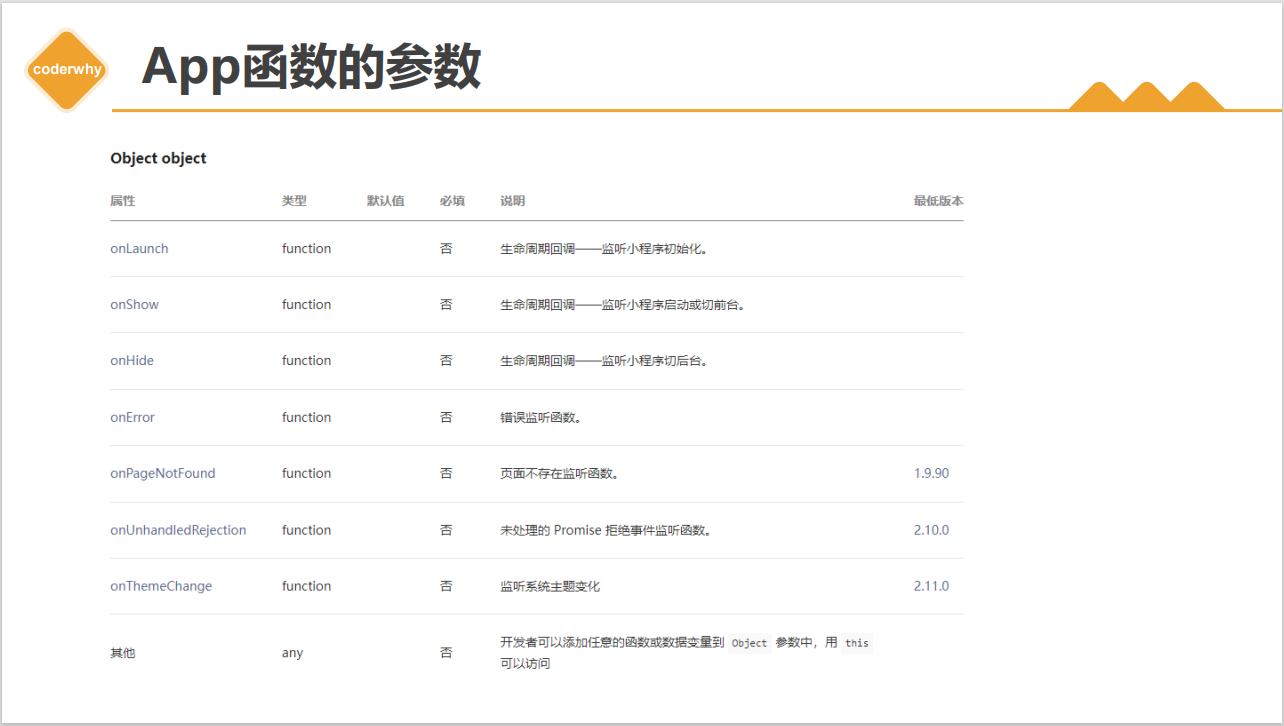 coderwhy
App函数的参数
Object object
属性 类型 默认值 必填 说明 最低版本
onLaunch function 否 生命周期回调——监听小程序初始化。
onShow function 否 生命周期回调——监听小程序启动或切前台。
onHide function 否 生命周期回调——监听小程序切后台。
onError function 否 错误监听函数。
onPageNotFound function 否 页面不存在监听函数。 1.9.90
onUnhandledRejection function 否 未处理的 Promise 拒绝事件监听函数。 2.10.0
onThemeChange function 否 监听系统主题变化 2.11.0
其他 any 否 开发者可以添加任意的函数或数据变量到 Object 参数中，用 this
可以访问